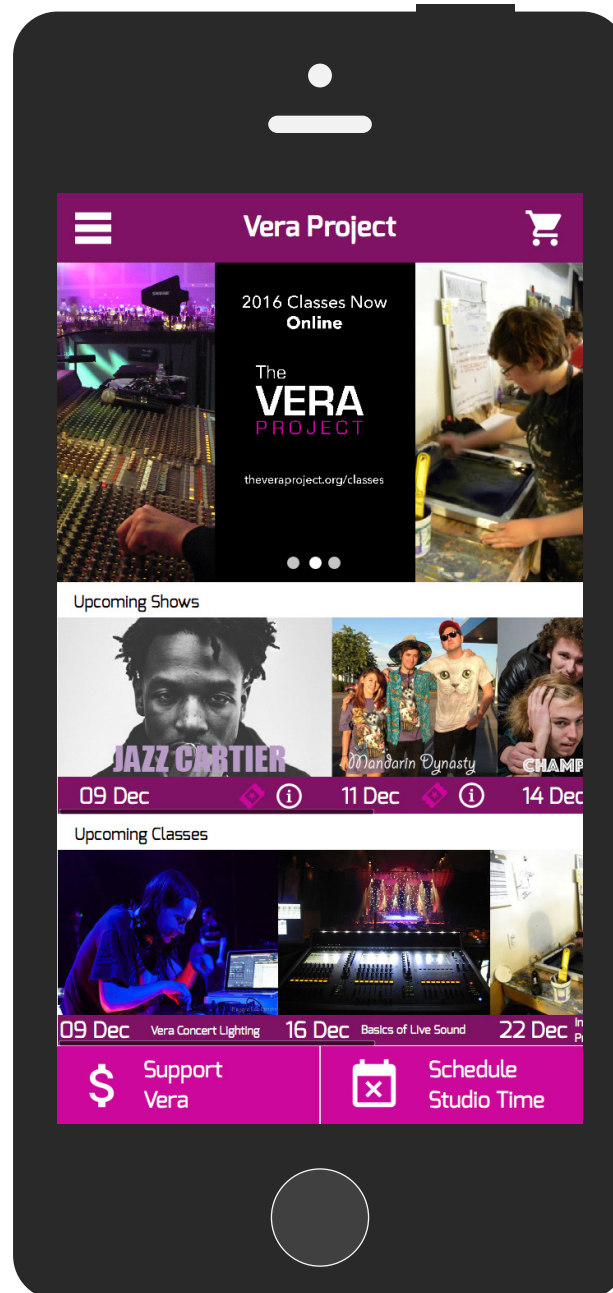 Vera Project
2016 Classes Now
Online
The
VERA
PROJECT
theveraproject.org/classes
Upcoming Shows
JAZZ CARTIER
Mandarin Dynasty
CHAMP
09 Dec
11 Dec
14 Dec
Upcoming Classes
09 Dec Vera Concert Lighting
16 Dec Basics of Live Sound
22 Dec In
Support
Vera
Schedule
Studio Time